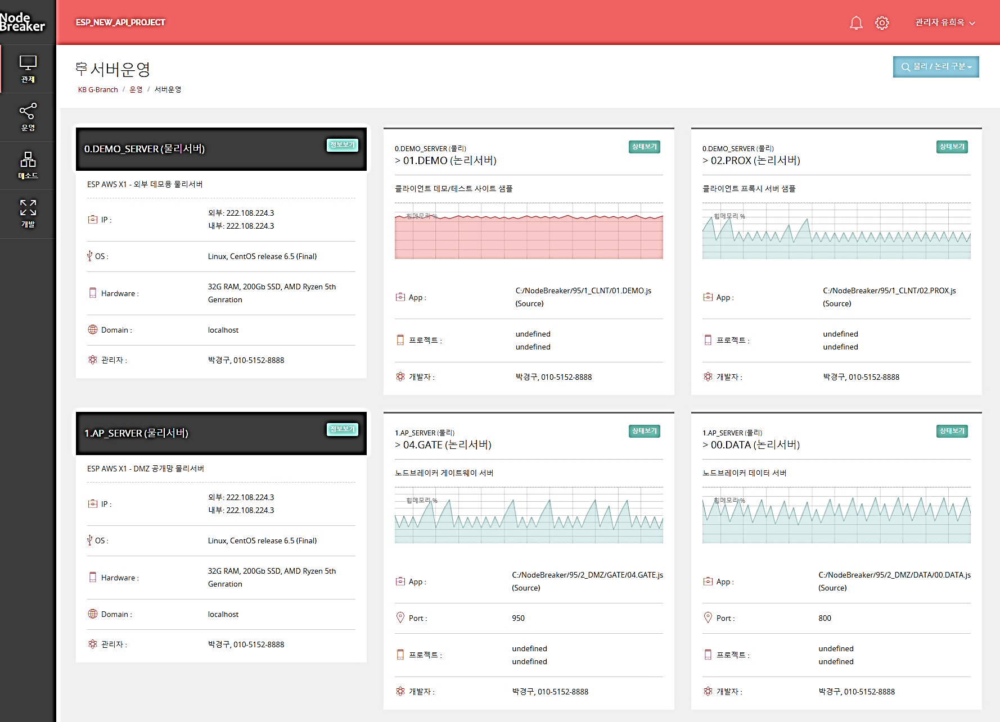 Node
Breaker
ESP_NEW_API_PROJECT
관리자 유희옥
관제
운영
메소드
개발
서버운영
KB G-Branch / 운영 / 서버운영
물리 / 논리 구분
0.DEMO_SERVER (물리서버)
정보보기
ESP AWS X1 - 외부 데모용 물리서버
IP :
외부: 222.108.224.3
내부: 222.108.224.3
OS :
Linux, CentOS release 6.5 (Final)
Hardware :
32G RAM, 200Gb SSD, AMD Ryzen 5th
Genration
Domain :
localhost
관리자 :
박경구, 010-5152-8888
0.DEMO_SERVER (물리)
> 01.DEMO (논리서버)
상태보기
클라이언트 데모/테스트 사이트 샘플
힙메모리 %
App :
C:/NodeBreaker/95/1_CLNT/01.DEMO.js
(Source)
프로젝트 :
undefined
undefined
개발자 :
박경구, 010-5152-8888
0.DEMO_SERVER (물리)
> 02.PROX (논리서버)
상태보기
클라이언트 프록시 서버 샘플
힙메모리 %
App :
C:/NodeBreaker/95/1_CLNT/02.PROX.js
(Source)
프로젝트 :
undefined
undefined
개발자 :
박경구, 010-5152-8888
1.AP_SERVER (물리서버)
정보보기
ESP AWS X1 - DMZ 공개망 물리서버
IP :
외부: 222.108.224.3
내부: 222.108.224.3
OS :
Linux, CentOS release 6.5 (Final)
Hardware :
32G RAM, 200Gb SSD, AMD Ryzen 5th
Genration
Domain :
localhost
관리자 :
박경구, 010-5152-8888
1.AP_SERVER (물리)
> 04.GATE (논리서버)
상태보기
노드브레이커 게이트웨이 서버
힙메모리 %
App :
C:/NodeBreaker/95/2_DMZ/GATE/04.GATE.js
(Source)
Port :
950
프로젝트 :
undefined
undefined
개발자 :
박경구, 010-5152-8888
1.AP_SERVER (물리)
> 00.DATA (논리서버)
상태보기
노드브레이커 데이터 서버
힙메모리 %
App :
C:/NodeBreaker/95/2_DMZ/DATA/00.DATA.js
(Source)
Port :
800
프로젝트 :
undefined
undefined
개발자 :
박경구, 010-5152-8888